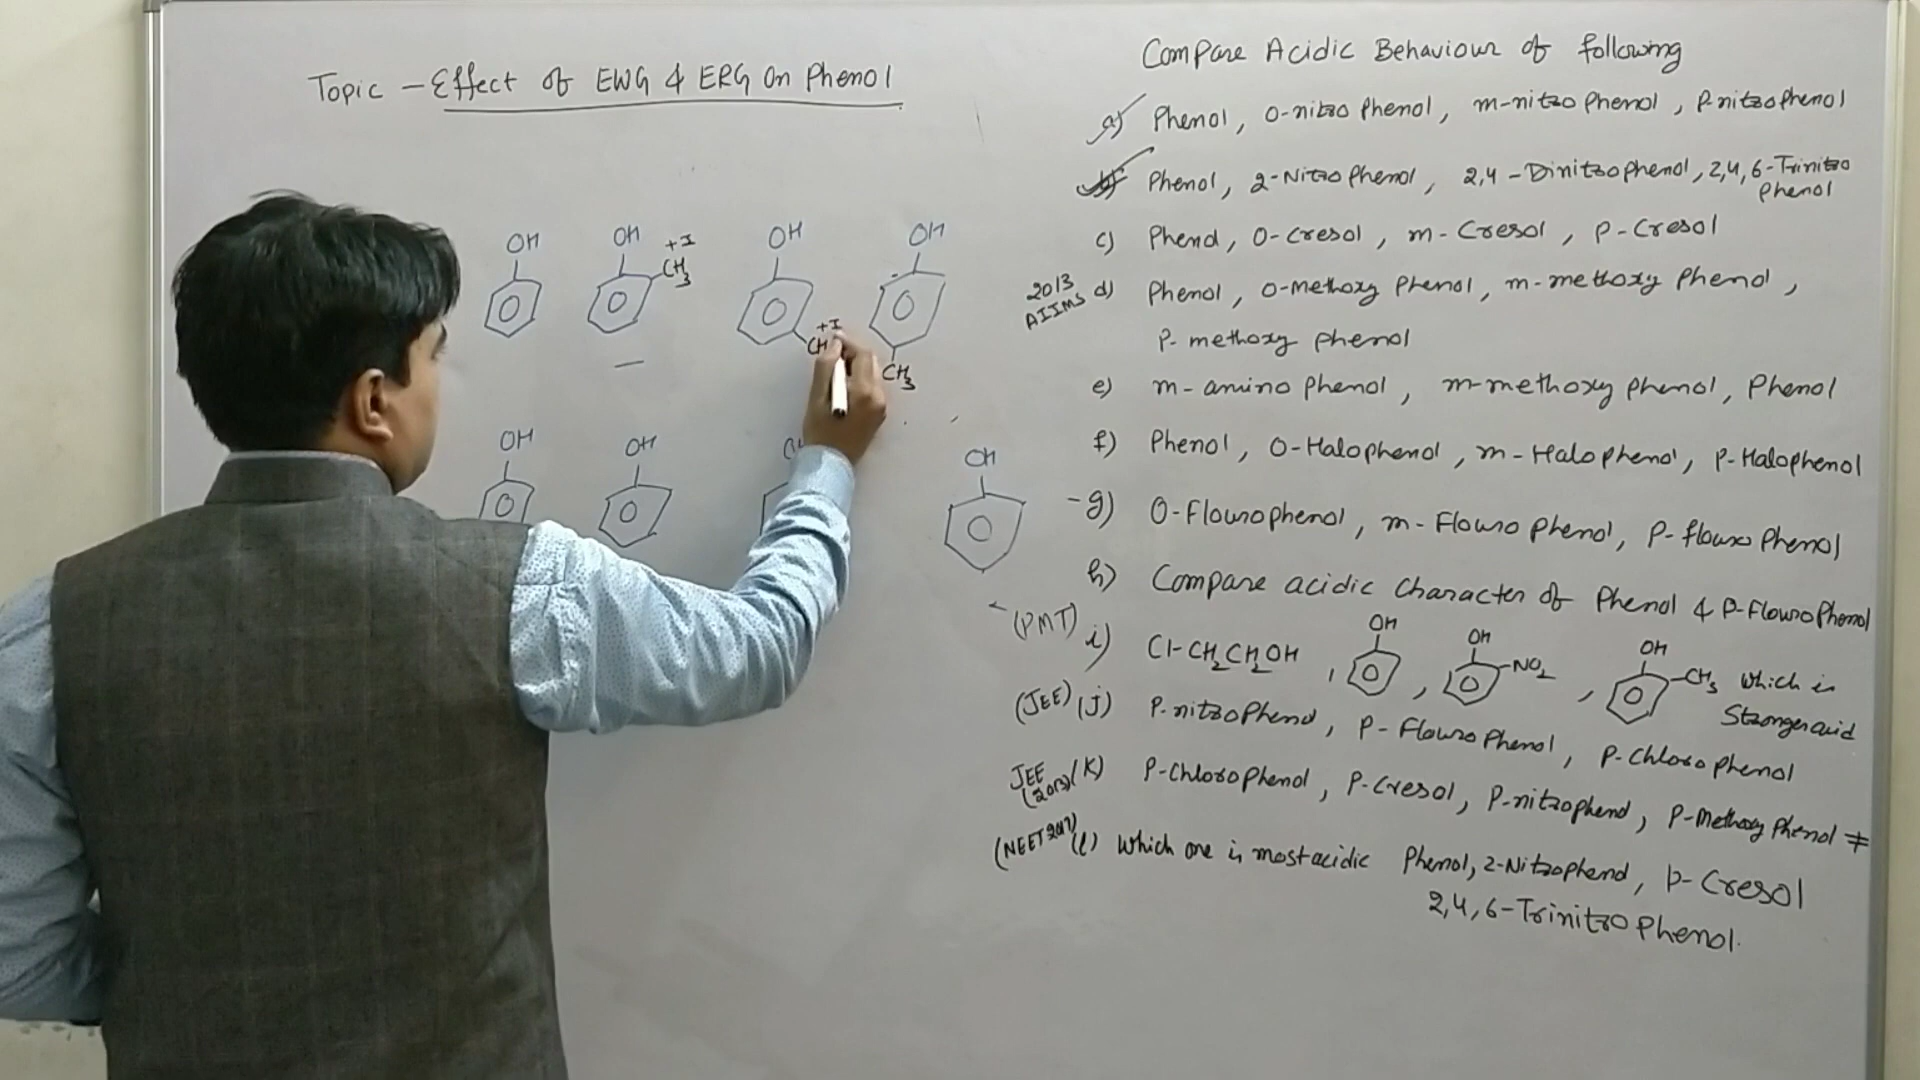 Topic - Effect of EWG & ERG On Phenol
OH
OH
+I
CH3
OH
+I
CH
OH
CH3
OH
OH
OH
Compare Acidic Behaviour of following
a) Phenol, O-nitro Phenol, m-nitro Phenol, P-nitrophenol
b) Phenol, 2-Nitro Phenol, 2,4-Dinitrophenol, 2,4,6-Trinitro
Phenol
c) Phenol, O-Cresol, m-Cresol, P-Cresol
2013
AIIMS
d) Phenol, O-methoxy Phenol, m-methoxy Phenol,
P-methoxy phenol
e) m-amino phenol, m-methoxy phenol, Phenol
f) Phenol, O-Halophenol, m-Halophenol, P-Halophenol
-g) O-Flourophenol, m-Flouro Phenol, P-flouro Phenol
h) Compare acidic Character of Phenol & P-FlouroPhenol
(PMT) i) Cl-CH2CH2OH,
OH
,
OH
NO2
,
OH
CH3
which is
Stronger acid
(JEE) (j) P-nitroPhenol, P-FlouroPhenol, P-Chlorophenol
JEE
(2013)
(K) P-Chlorophenol, P-Cresol, P-nitrophenol, P-Methoxy Phenol ≠
(NEET 2017) (l) Which one is most acidic Phenol, 2-Nitrophenol, p-Cresol
2,4,6-Trinitro Phenol.